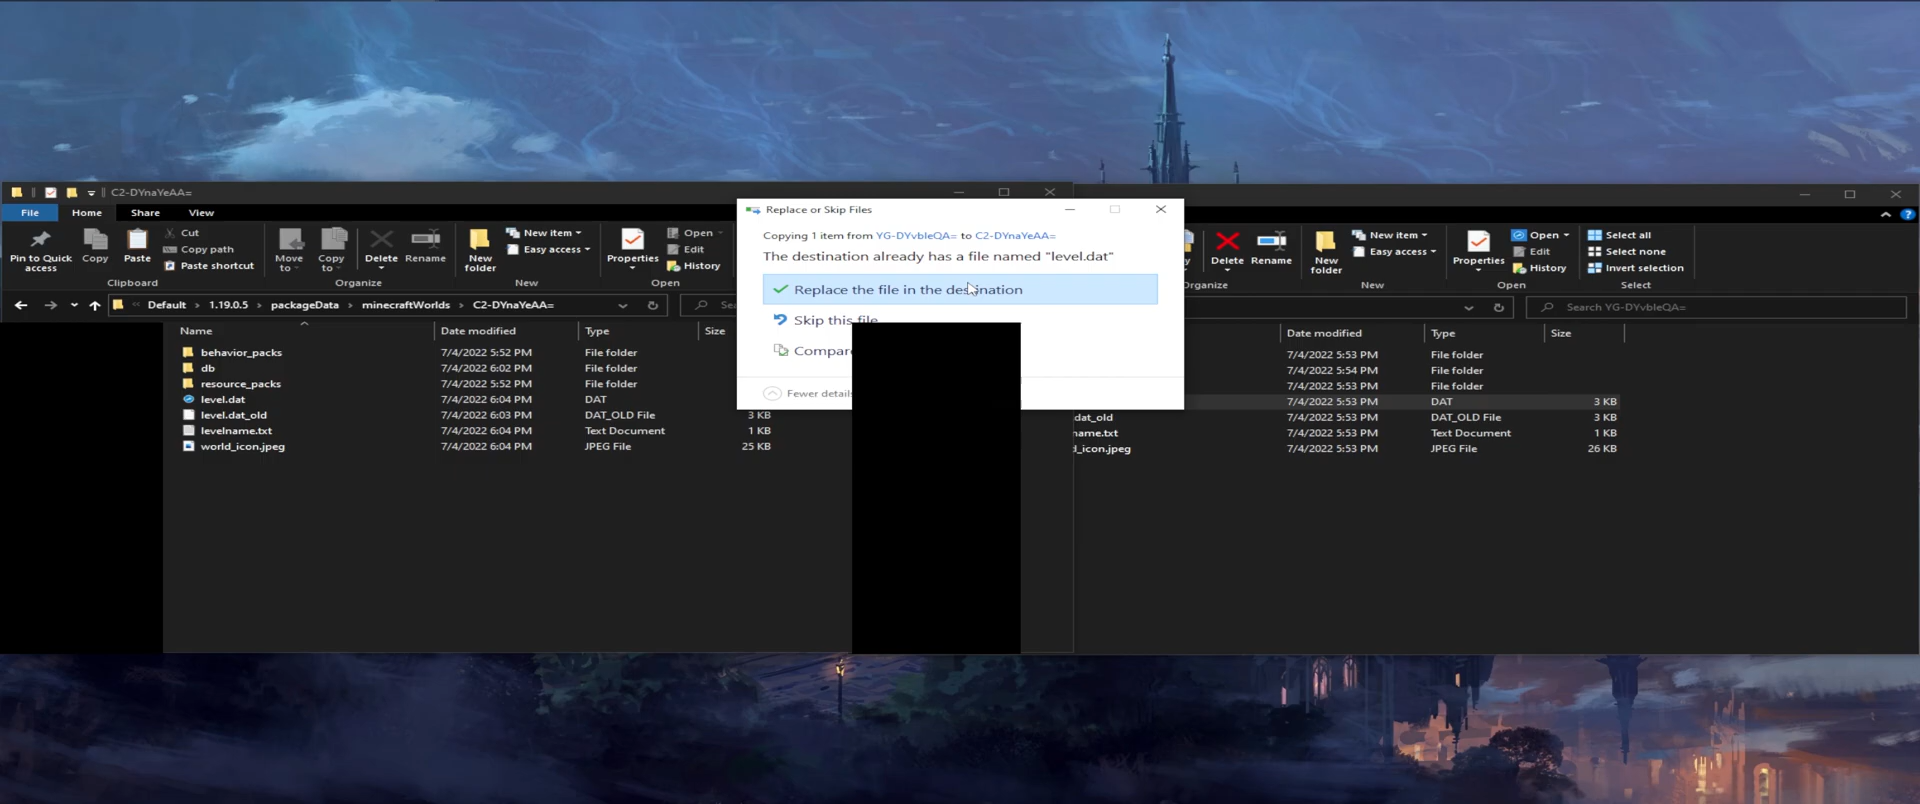 C2-DYnaYeAA=
File Home Share View
Pin to Quick access
Copy
Paste
Cut
Copy path
Paste shortcut
Clipboard
Move to
Copy to
Delete
Rename
Organize
New folder
New item
Easy access
New
Properties
Open
Edit
History
Open
Default › 1.19.0.5 › packageData › minecraftWorlds › C2-DYnaYeAA=
Name Date modified Type Size
behavior_packs 7/4/2022 5:52 PM File folder
db 7/4/2022 6:02 PM File folder
resource_packs 7/4/2022 5:52 PM File folder
level.dat 7/4/2022 6:04 PM DAT
level.dat_old 7/4/2022 6:03 PM DAT_OLD File 3 KB
levelname.txt 7/4/2022 6:04 PM Text Document 1 KB
world_icon.jpeg 7/4/2022 6:04 PM JPEG File 25 KB
Replace or Skip Files
Copying 1 item from YG-DYvbleQA= to C2-DYnaYeAA=
The destination already has a file named "level.dat"
Replace the file in the destination
Skip this file
Compar
Fewer details
Delete
Rename
New folder
New item
Easy access
New
Properties
Open
Edit
History
Open
Select all
Select none
Invert selection
Select
Search YG-DYvbleQA=
Date modified Type Size
7/4/2022 5:53 PM File folder
7/4/2022 5:54 PM File folder
7/4/2022 5:53 PM File folder
7/4/2022 5:53 PM DAT 3 KB
dat_old 7/4/2022 5:53 PM DAT_OLD File 3 KB
name.txt 7/4/2022 5:53 PM Text Document 1 KB
_icon.jpeg 7/4/2022 5:53 PM JPEG File 26 KB